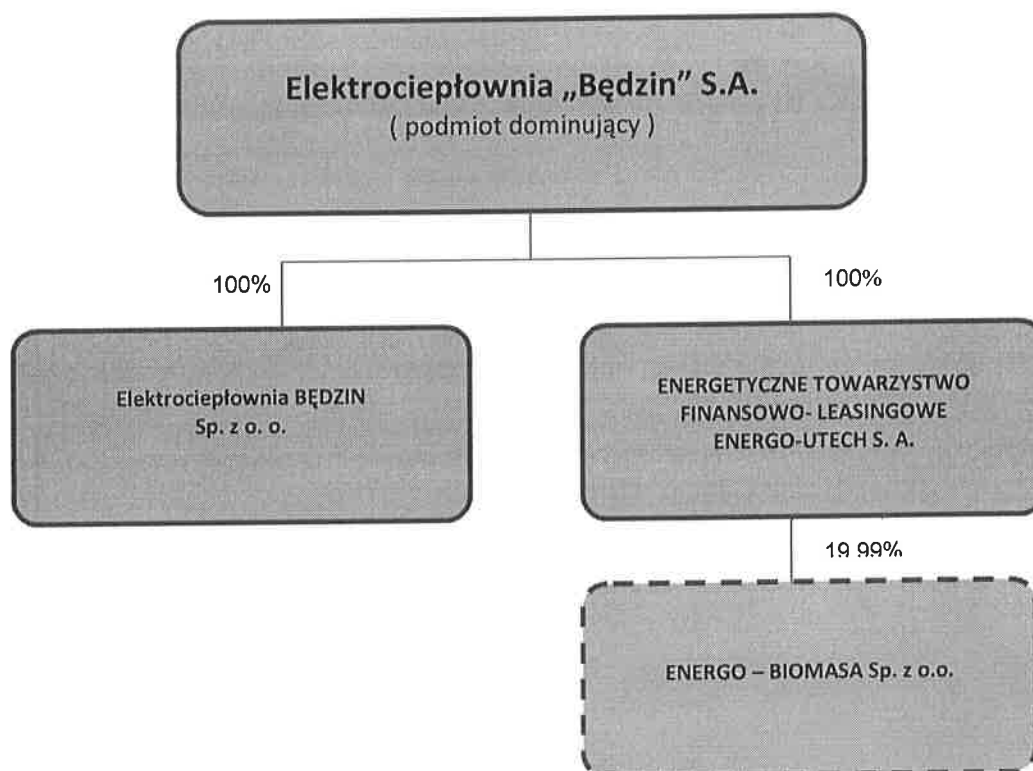 Elektrociepłownia „Będzin” S.A.
( podmiot dominujący )
100%
100%
Elektrociepłownia BĘDZIN
Sp. z o. o.
ENERGETYCZNE TOWARZYSTWO
FINANSOWO- LEASINGOWE
ENERGO-UTECH S. A.
19 99%
ENERGO – BIOMASA Sp. z o.o.